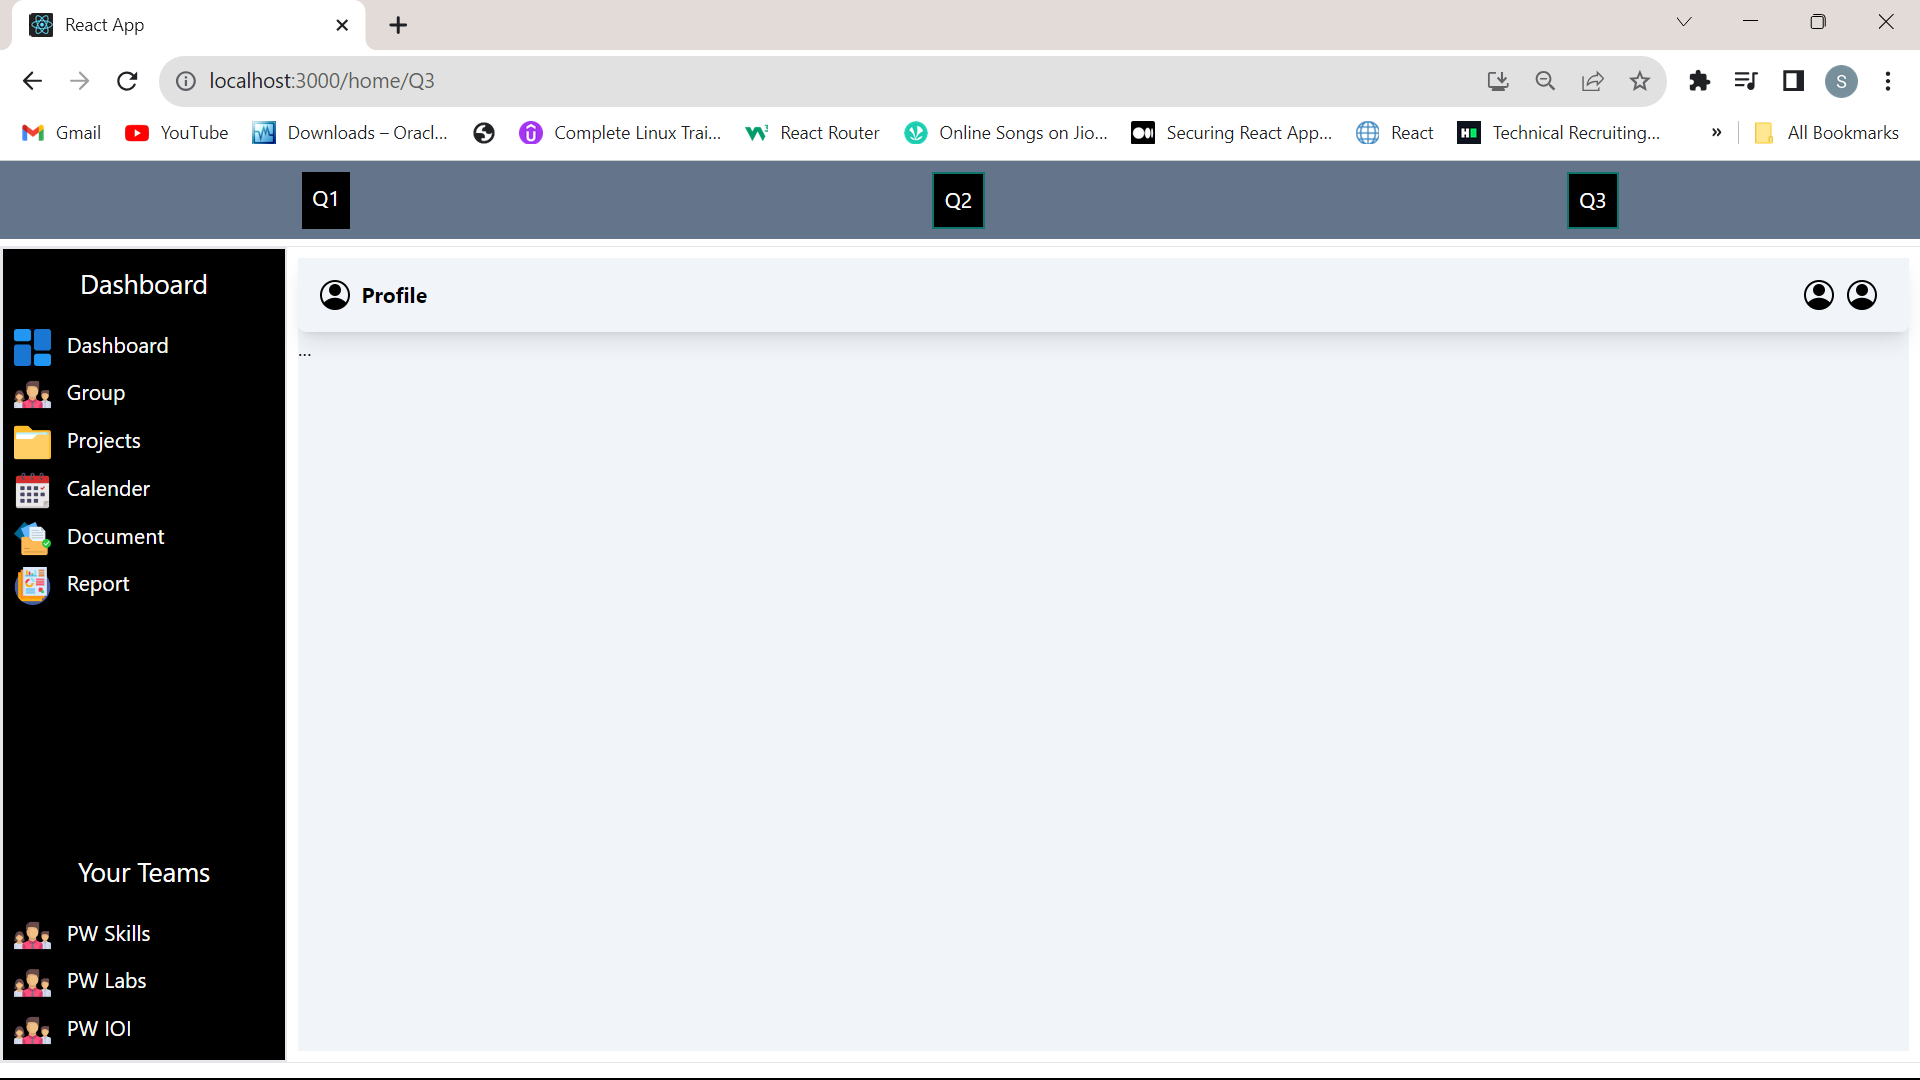 React App
localhost:3000/home/Q3
S
Gmail YouTube Downloads – Oracl... Complete Linux Trai... React Router Online Songs on Jio... Securing React App... React Technical Recruiting... » All Bookmarks
Q1 Q2 Q3
Dashboard
Profile
...
Dashboard
Group
Projects
Calender
Document
Report
Your Teams
PW Skills
PW Labs
PW IOI